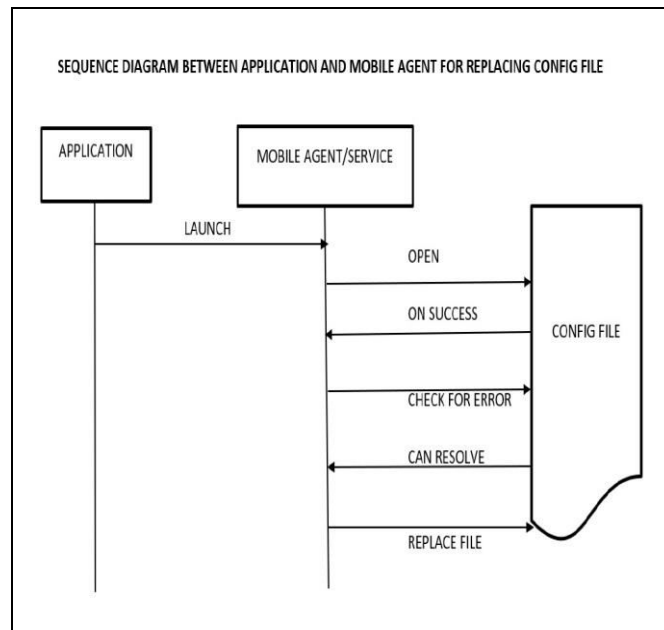 SEQUENCE DIAGRAM BETWEEN APPLICATION AND MOBILE AGENT FOR REPLACING CONFIG FILE
APPLICATION
MOBILE AGENT/SERVICE
LAUNCH
OPEN
ON SUCCESS
CONFIG FILE
CHECK FOR ERROR
CAN RESOLVE
REPLACE FILE